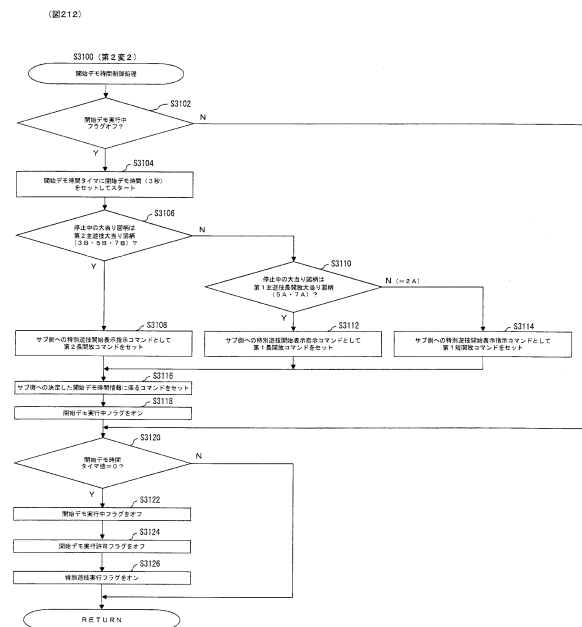 (図212)
S3100 (第2変2)
開始デモ時間制御処理
S3102
開始デモ実行中
フラグオフ?
N
Y
S3104
開始デモ時間タイマに開始デモ時間(3秒)
をセットしてスタート
S3106
停止中の大当り図柄は
第2主遊技大当り図柄
(3B・5B・7B)?
N
Y
S3110
停止中の大当り図柄は
第1主遊技長開放大当り図柄
(5A・7A)?
N (=2A)
Y
S3108
サブ側への特別遊技開始表示指示コマンドとして
第2長開放コマンドをセット
S3112
サブ側への特別遊技開始表示指示コマンドとして
第1長開放コマンドをセット
S3114
サブ側への特別遊技開始表示指示コマンドとして
第1短開放コマンドをセット
S3116
サブ側への決定した開始デモ時間情報に係るコマンドをセット
S3118
開始デモ実行中フラグをオン
S3120
開始デモ時間
タイマ値=0?
N
Y
S3122
開始デモ実行中フラグをオフ
S3124
開始デモ実行許可フラグをオフ
S3126
特別遊技実行フラグをオン
RETURN